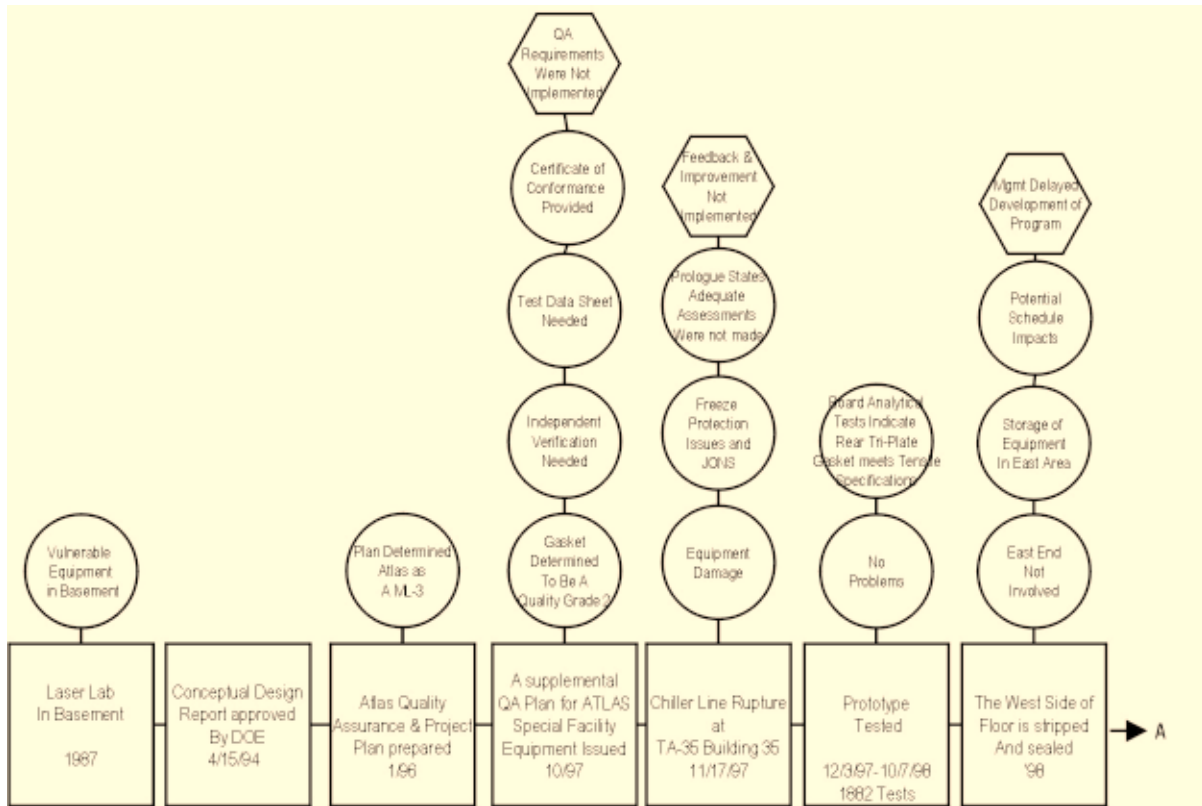 QA
Requirements
Were Not
Implemented
Certificate of
Conformance
Provided
Test Data Sheet
Needed
Independent
Verification
Needed
Gasket
Determined
To Be A
Quality Grade 2
Feedback &
Improvement
Not
Implemented
Prologue States
Adequate
Assessments
Were not made
Freeze
Protection
Issues and
JONS
Equipment
Damage
Mgmt Delayed
Development of
Program
Potential
Schedule
Impacts
Storage of
Equipment
In East Area
East End
Not
Involved
Board Analytical
Tests Indicate
Rear Tri-Plate
Gasket meets Tensile
Specifications
No
Problems
Vulnerable
Equipment
in Basement
Plan Determined
Atlas as
A ML-3
Laser Lab
In Basement
1987
Conceptual Design
Report approved
By DOE
4/15/94
Atlas Quality
Assurance & Project
Plan prepared
1/96
A supplemental
QA Plan for ATLAS
Special Facility
Equipment Issued
10/97
Chiller Line Rupture
at
TA-35 Building 35
11/17/97
Prototype
Tested
12/3/97-10/7/98
1882 Tests
The West Side of
Floor is stripped
And sealed
'98
A